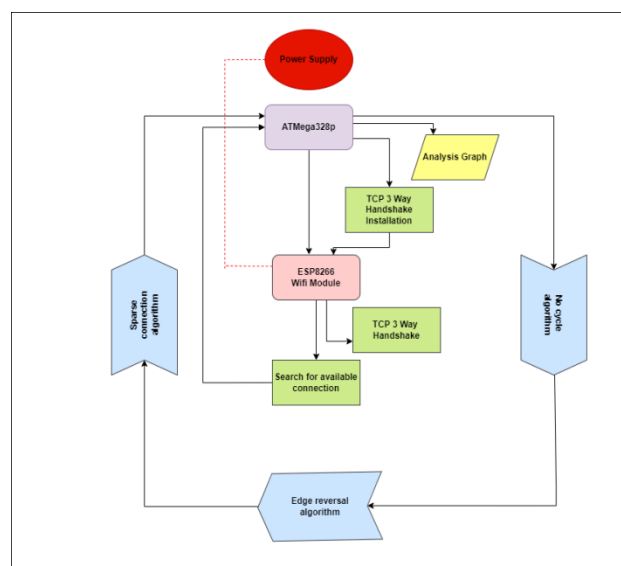 Power Supply
ATMega328p
Analysis Graph
TCP 3 Way
Handshake
Installation
ESP8266
Wifi Module
Sparse
connection
algorithm
No cycle
algorithm
TCP 3 Way
Handshake
Search for available
connection
Edge reversal
algorithm